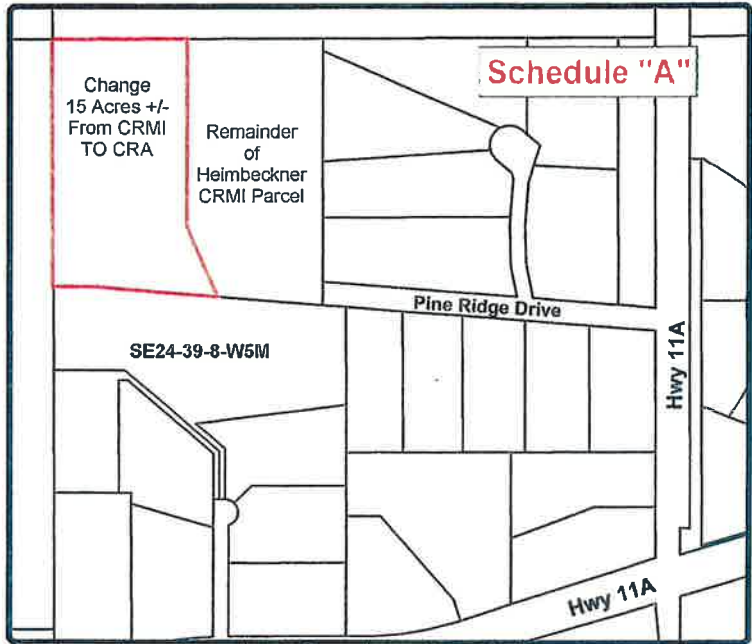 Schedule "A"
Change
15 Acres +/-
From CRMI
TO CRA
Remainder
of
Heimbeckner
CRMI Parcel
Pine Ridge Drive
SE24-39-8-W5M
Hwy 11A
Hwy 11A